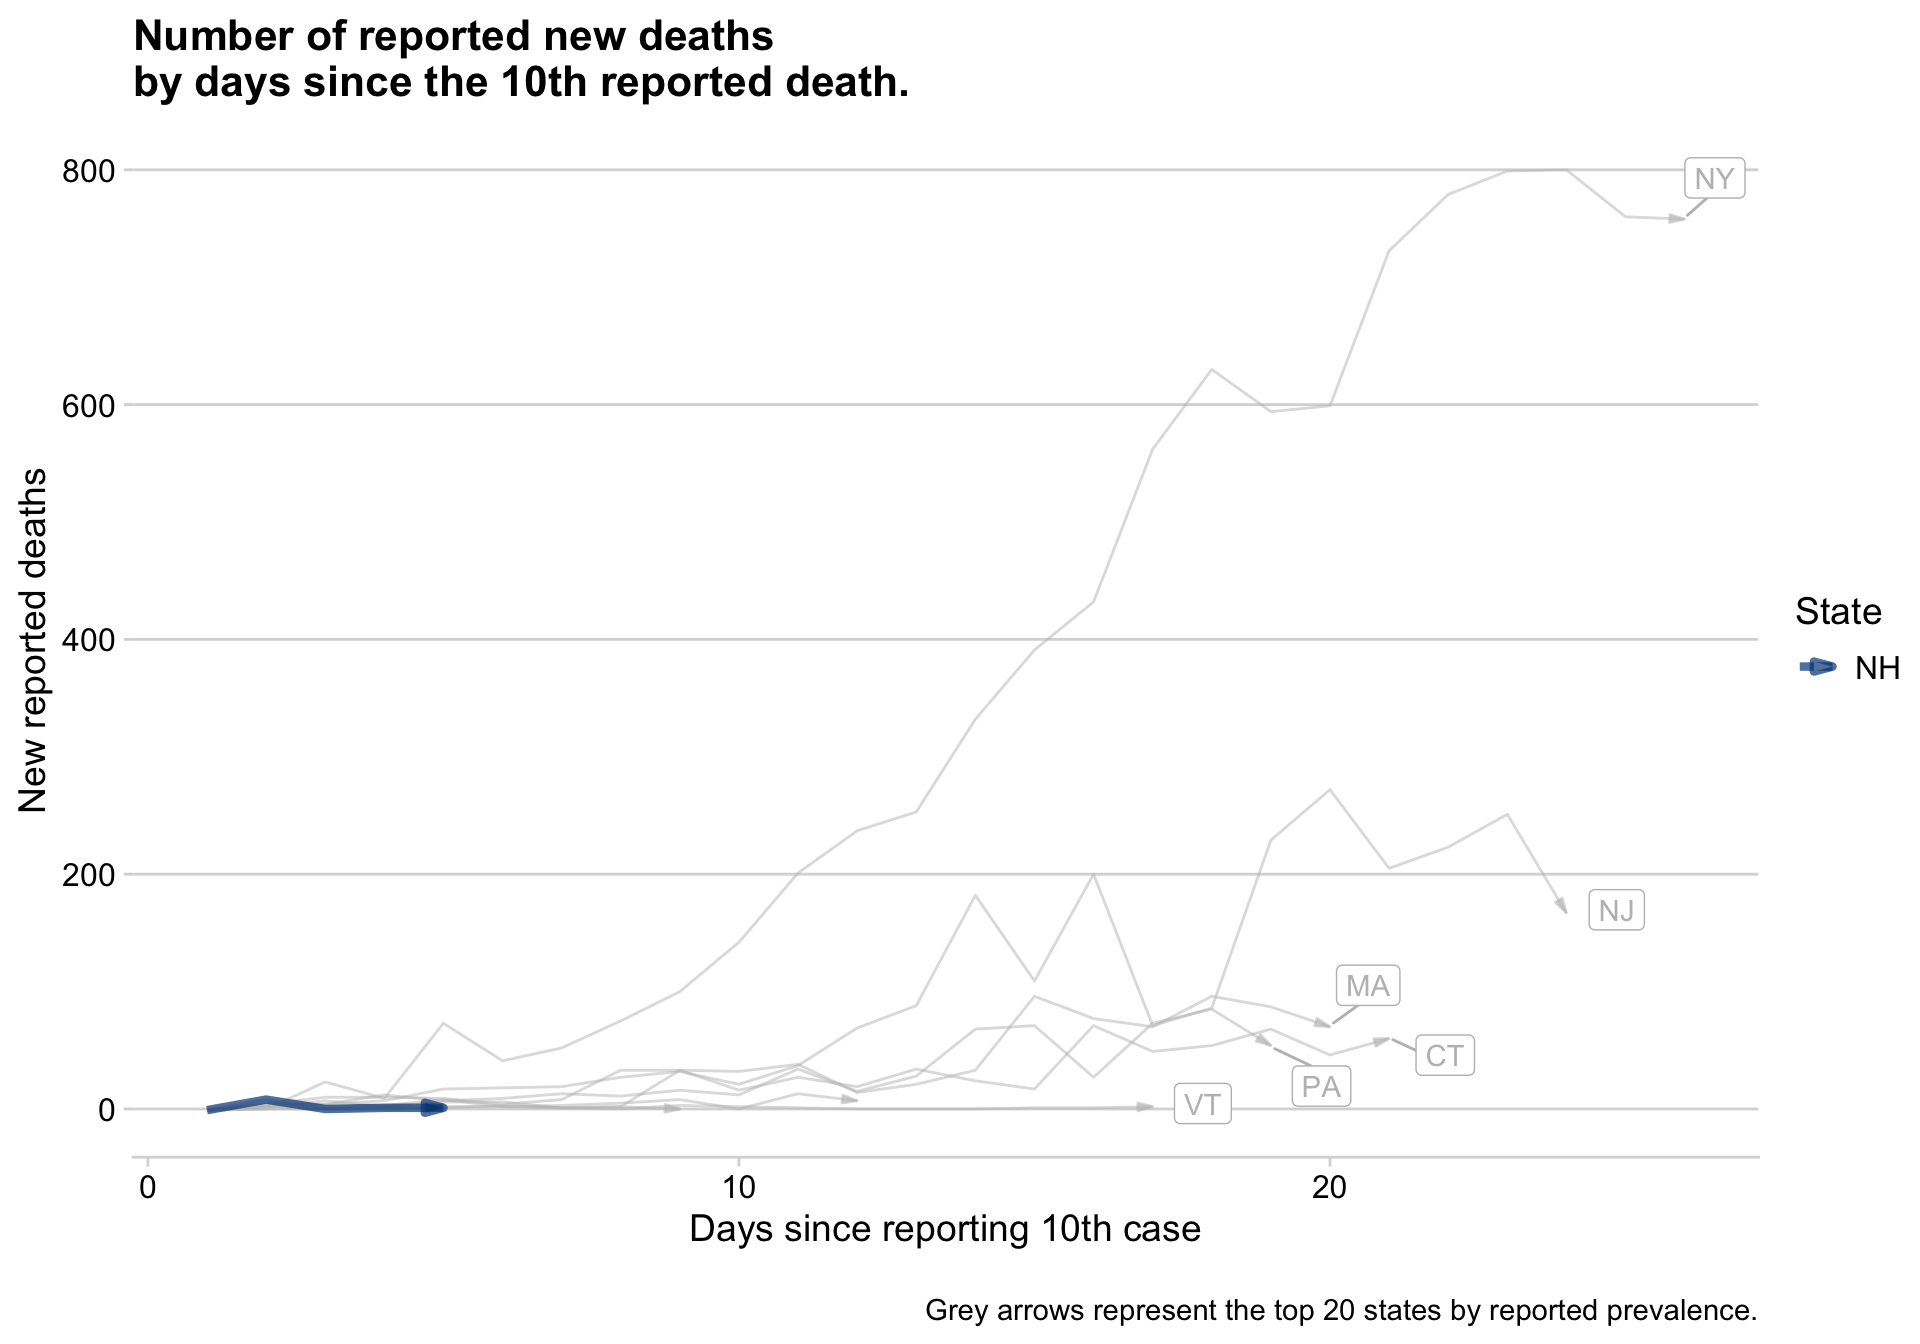 Number of reported new deaths
by days since the 10th reported death.
800
600
400
200
0
New reported deaths
NY
NJ
MA
CT
PA
VT
State
NH
0
10
20
Days since reporting 10th case
Grey arrows represent the top 20 states by reported prevalence.